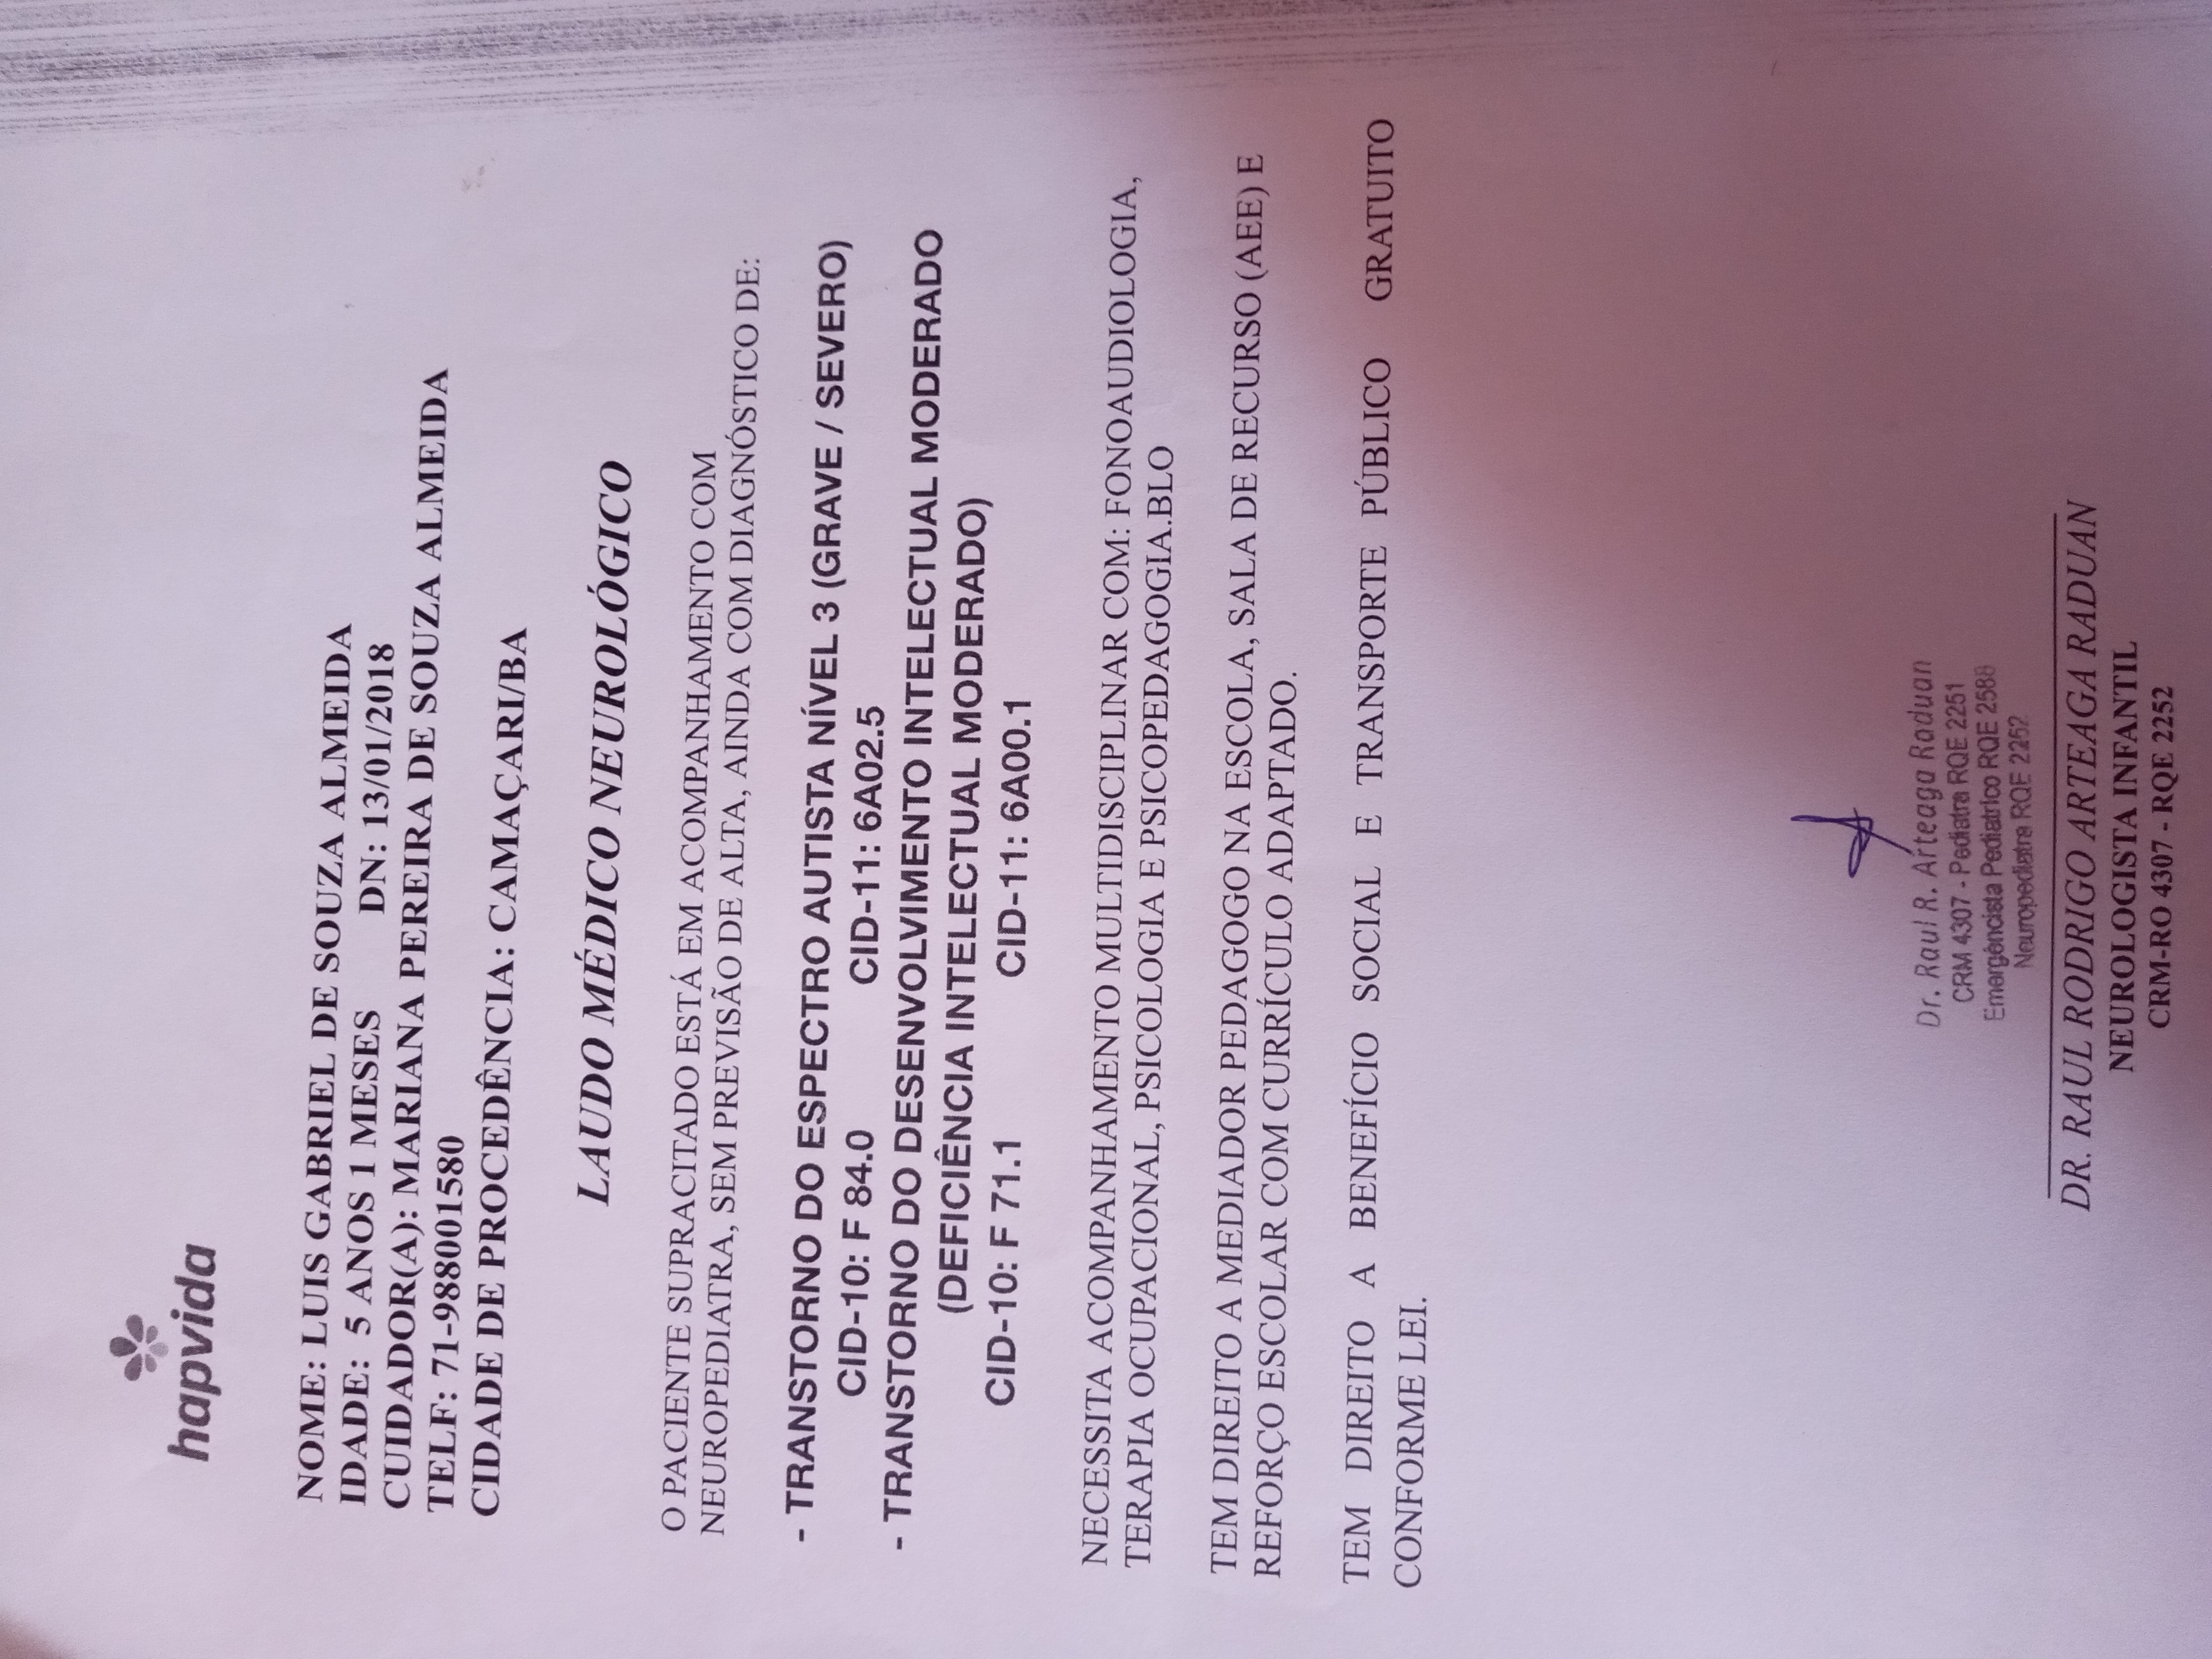 hapvida
NOME: LUIS GABRIEL DE SOUZA ALMEIDA
IDADE: 5 ANOS 1 MESES DN: 13/01/2018
CUIDADOR(A): MARIANA PEREIRA DE SOUZA ALMEIDA
TELF: 71-988001580
CIDADE DE PROCEDÊNCIA: CAMAÇARI/BA
LAUDO MÉDICO NEUROLÓGICO
O PACIENTE SUPRACITADO ESTÁ EM ACOMPANHAMENTO COM
NEUROPEDIATRA, SEM PREVISÃO DE ALTA, AINDA COM DIAGNÓSTICO DE:
- TRANSTORNO DO ESPECTRO AUTISTA NÍVEL 3 (GRAVE / SEVERO)
CID-10: F 84.0 CID-11: 6A02.5
- TRANSTORNO DO DESENVOLVIMENTO INTELECTUAL MODERADO
(DEFICIÊNCIA INTELECTUAL MODERADO)
CID-10: F 71.1 CID-11: 6A00.1
NECESSITA ACOMPANHAMENTO MULTIDISCIPLINAR COM: FONOAUDIOLOGIA,
TERAPIA OCUPACIONAL, PSICOLOGIA E PSICOPEDAGOGIA.BLO
TEM DIREITO A MEDIADOR PEDAGOGO NA ESCOLA, SALA DE RECURSO (AEE) E
REFORÇO ESCOLAR COM CURRÍCULO ADAPTADO.
TEM DIREITO A BENEFÍCIO SOCIAL E TRANSPORTE PÚBLICO GRATUITO
CONFORME LEI.
Dr. Raul R. Arteaga Raduan
CRM 4307 - Pediatra RQE 2251
Emergêncista Pediatrico RQE 2588
Neuropediatra RQE 2252
DR. RAUL RODRIGO ARTEAGA RADUAN
NEUROLOGISTA INFANTIL
CRM-RO 4307 - RQE 2252